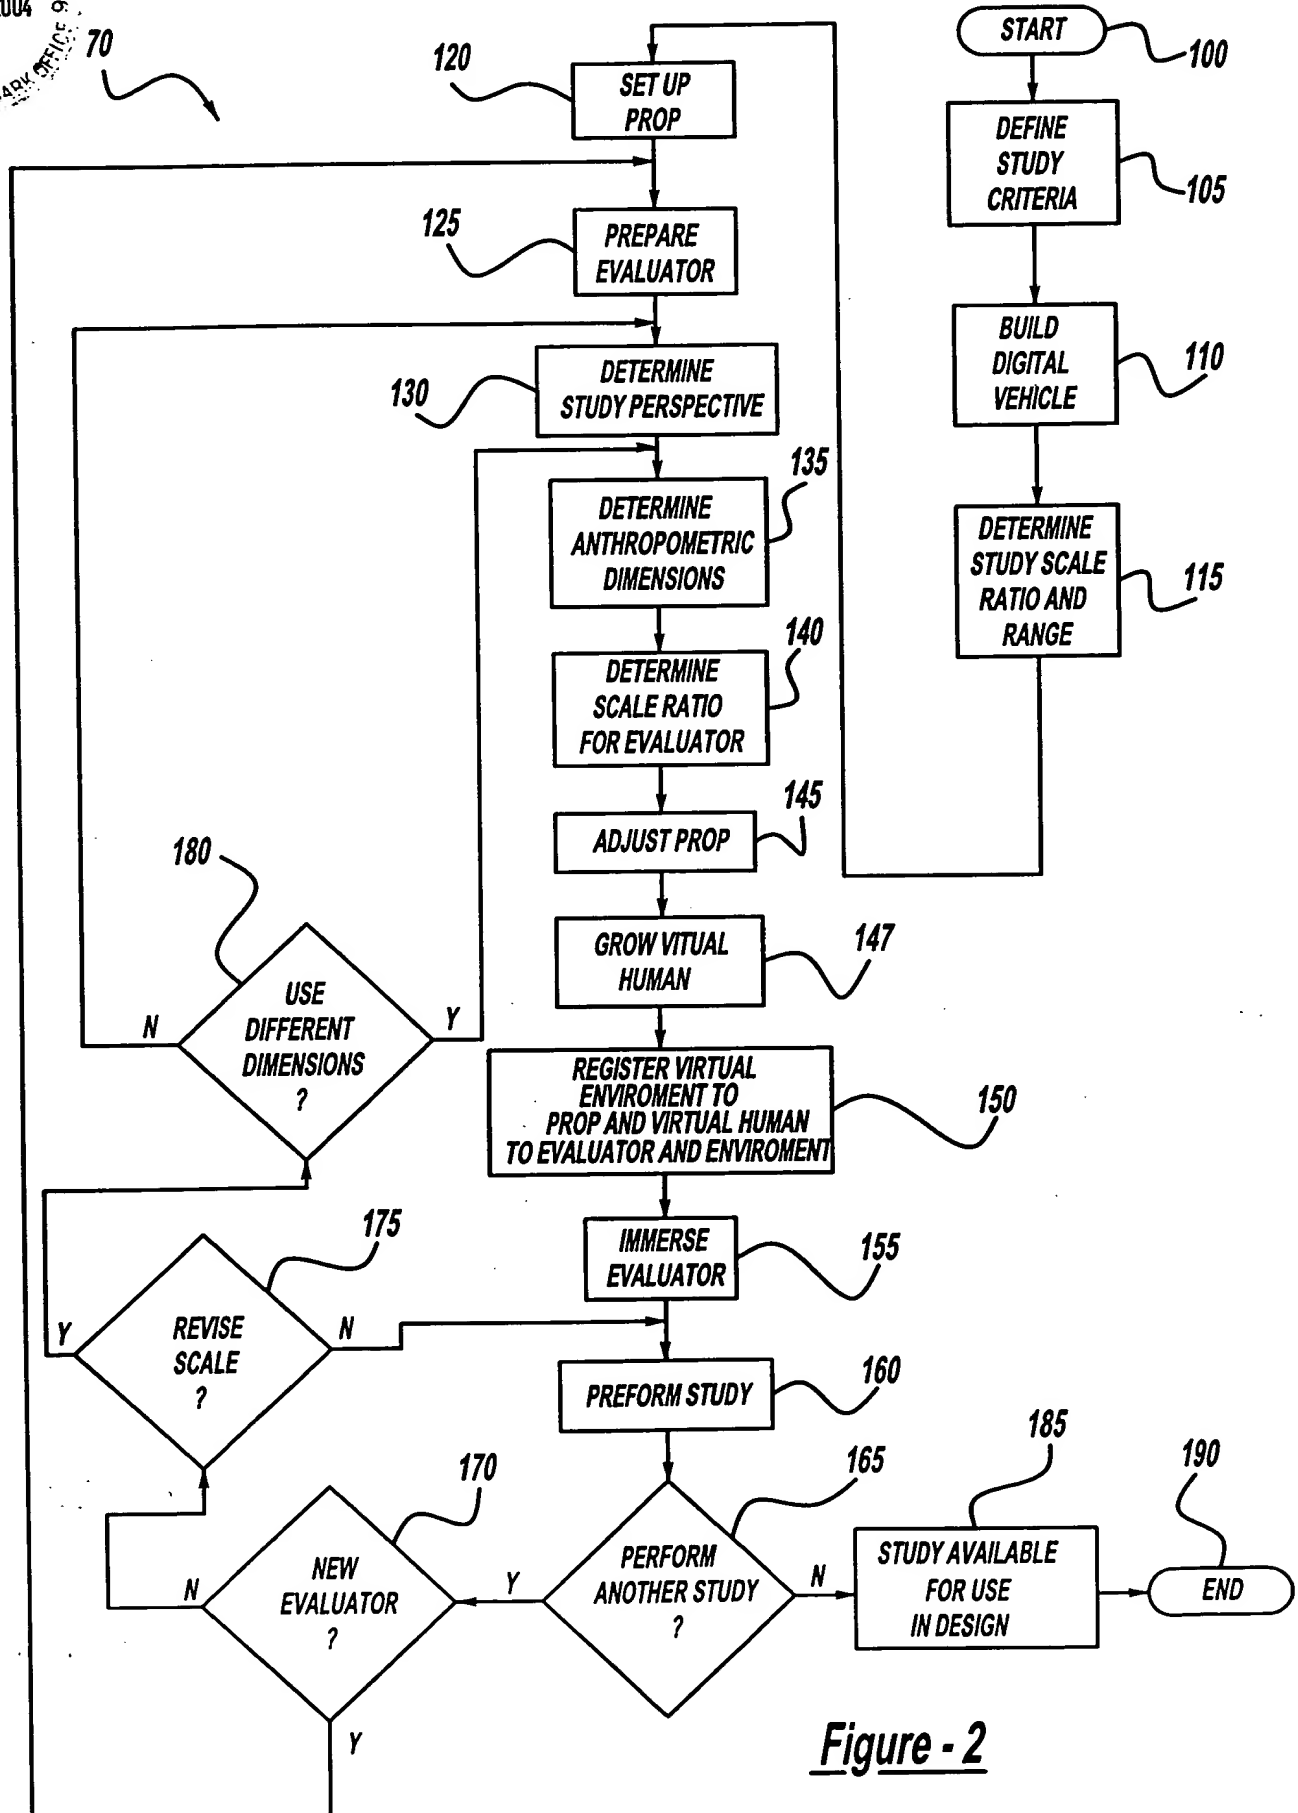 2004
ARK OFFICE
70
START
100
DEFINE
STUDY
CRITERIA
105
BUILD
DIGITAL
VEHICLE
110
DETERMINE
STUDY SCALE
RATIO AND
RANGE
115
120
SET UP
PROP
125
PREPARE
EVALUATOR
130
DETERMINE
STUDY PERSPECTIVE
135
DETERMINE
ANTHROPOMETRIC
DIMENSIONS
140
DETERMINE
SCALE RATIO
FOR EVALUATOR
145
ADJUST PROP
147
GROW VITUAL
HUMAN
150
REGISTER VIRTUAL
ENVIROMENT TO
PROP AND VIRTUAL HUMAN
TO EVALUATOR AND ENVIROMENT
155
IMMERSE
EVALUATOR
160
PREFORM STUDY
165
PERFORM
ANOTHER STUDY
?
Y
N
170
NEW
EVALUATOR
?
N
Y
175
REVISE
SCALE
?
Y
N
180
USE
DIFFERENT
DIMENSIONS
?
N
Y
185
STUDY AVAILABLE
FOR USE
IN DESIGN
190
END
Figure - 2